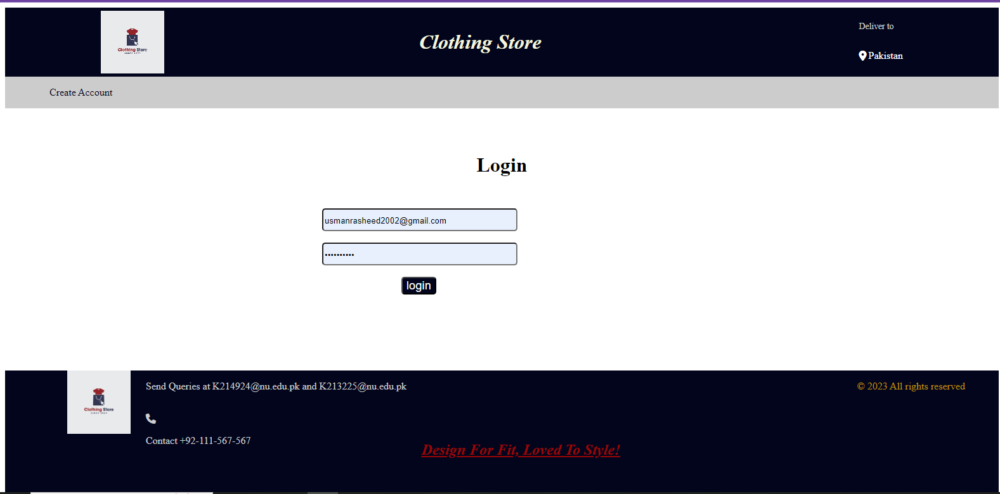 Clothing Store
Clothing Store
Deliver to
Pakistan
Create Account
Login
usmanrasheed2002@gmail.com
••••••••••
login
Clothing Store
Send Queries at K214924@nu.edu.pk and K213225@nu.edu.pk
© 2023 All rights reserved
Contact +92-111-567-567
Design For Fit, Loved To Style!